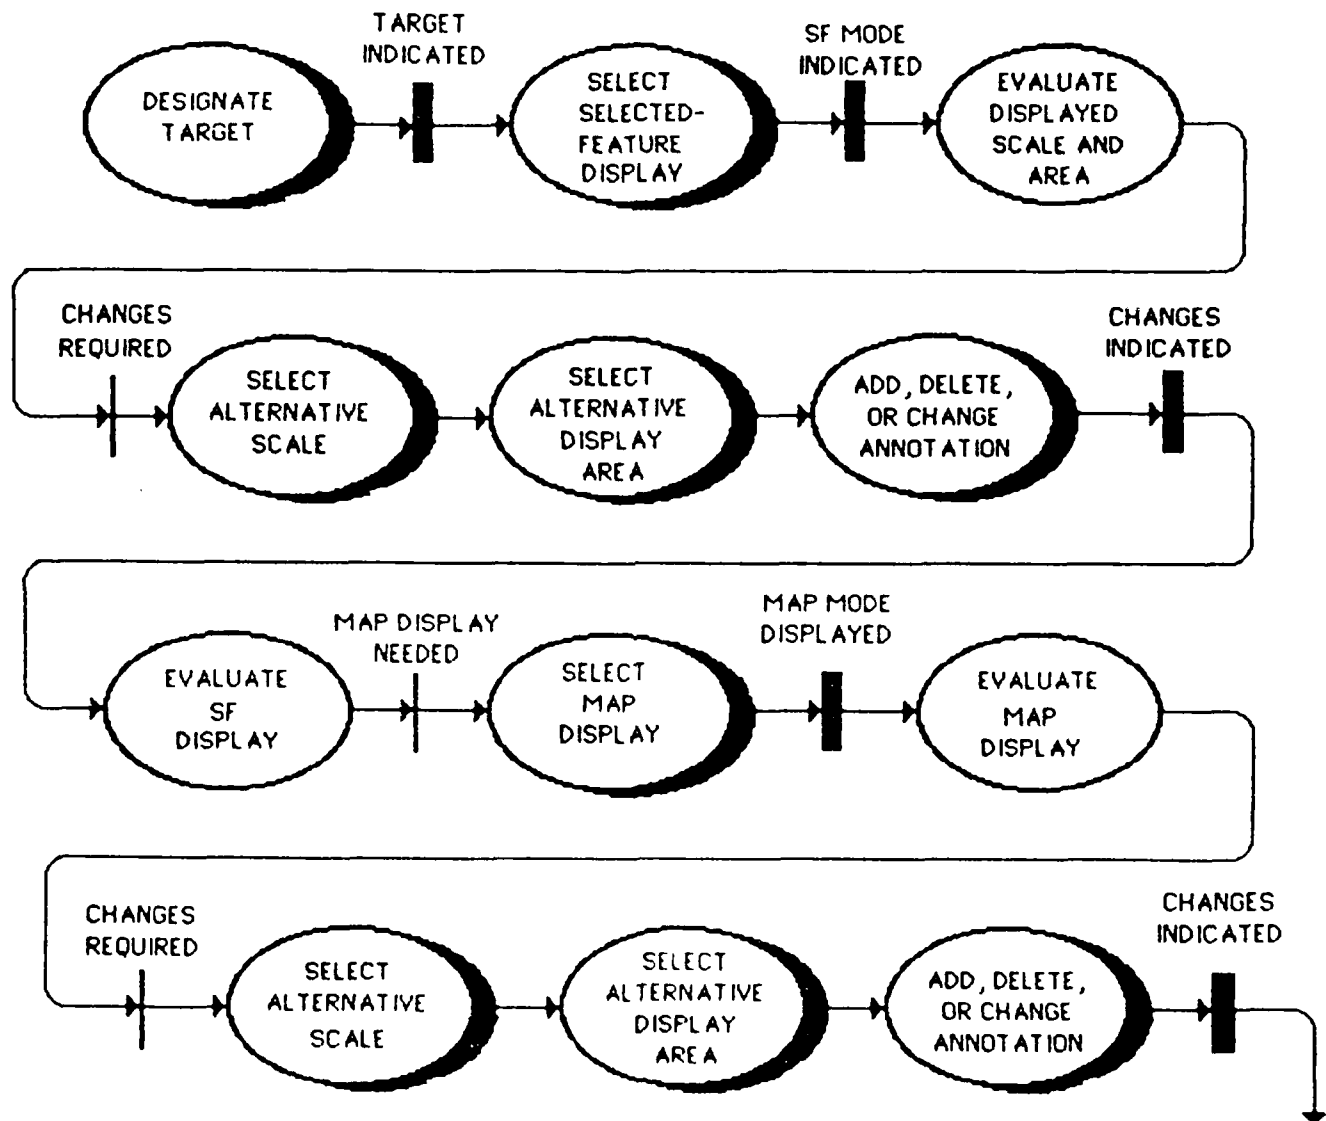 DESIGNATE
TARGET
TARGET
INDICATED
SELECT
SELECTED-
FEATURE
DISPLAY
SF MODE
INDICATED
EVALUATE
DISPLAYED
SCALE AND
AREA
CHANGES
REQUIRED
SELECT
ALTERNATIVE
SCALE
SELECT
ALTERNATIVE
DISPLAY
AREA
ADD, DELETE,
OR CHANGE
ANNOTATION
CHANGES
INDICATED
EVALUATE
SF
DISPLAY
MAP DISPLAY
NEEDED
SELECT
MAP
DISPLAY
MAP MODE
DISPLAYED
EVALUATE
MAP
DISPLAY
CHANGES
REQUIRED
SELECT
ALTERNATIVE
SCALE
SELECT
ALTERNATIVE
DISPLAY
AREA
ADD, DELETE,
OR CHANGE
ANNOTATION
CHANGES
INDICATED